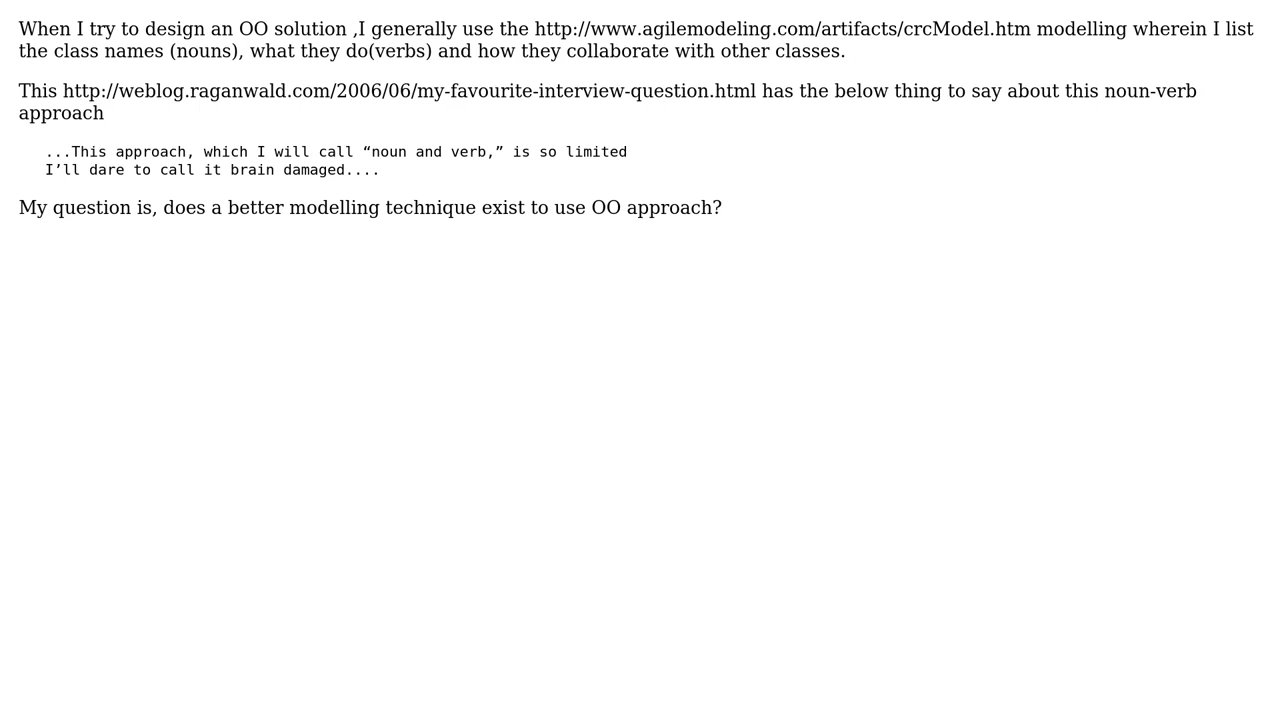 When I try to design an OO solution ,I generally use the http://www.agilemodeling.com/artifacts/crcModel.htm modelling wherein I list
the class names (nouns), what they do(verbs) and how they collaborate with other classes.
This http://weblog.raganwald.com/2006/06/my-favourite-interview-question.html has the below thing to say about this noun-verb
approach
...This approach, which I will call “noun and verb,” is so limited
I’ll dare to call it brain damaged....
My question is, does a better modelling technique exist to use OO approach?